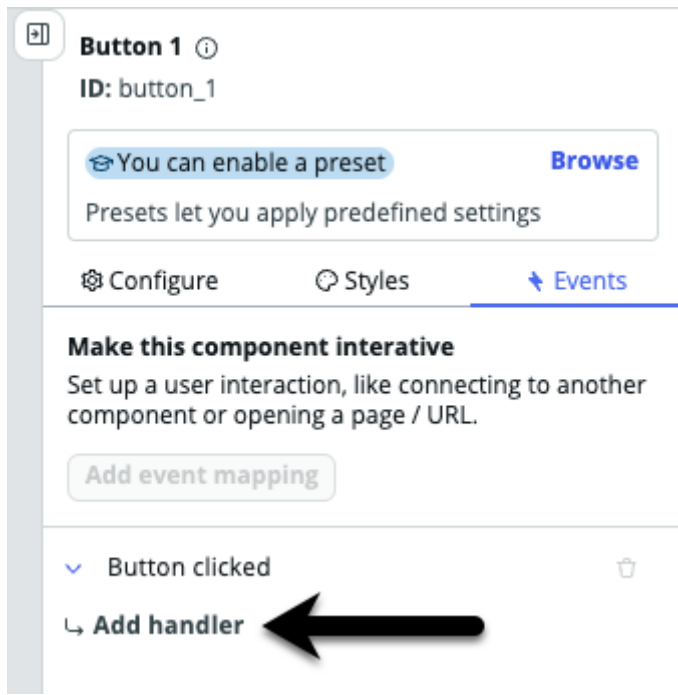 Button 1
ID: button_1
You can enable a preset
Browse
Presets let you apply predefined settings
Configure
Styles
Events
Make this component interative
Set up a user interaction, like connecting to another
component or opening a page / URL.
Add event mapping
Button clicked
Add handler